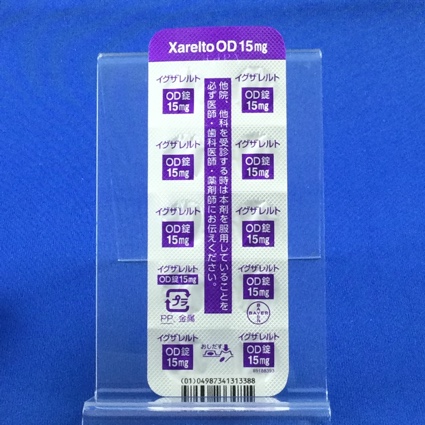 Xarelto OD 15mg
イグザレルト
OD錠
15mg
イグザレルト
OD錠
15mg
他院、他科を受診する時は本剤を服用していることを
必ず医師・歯科医師・薬剤師にお伝えください。
イグザレルト
OD錠
15mg
イグザレルト
OD錠
15mg
イグザレルト
OD錠
15mg
イグザレルト
OD錠
15mg
イグザレルト
OD錠15mg
プラ
PP、金属
イグザレルト
OD錠
15mg
BAYER
イグザレルト
OD錠
15mg
おしだす
イグザレルト
OD錠
15mg
(01)04987341313388